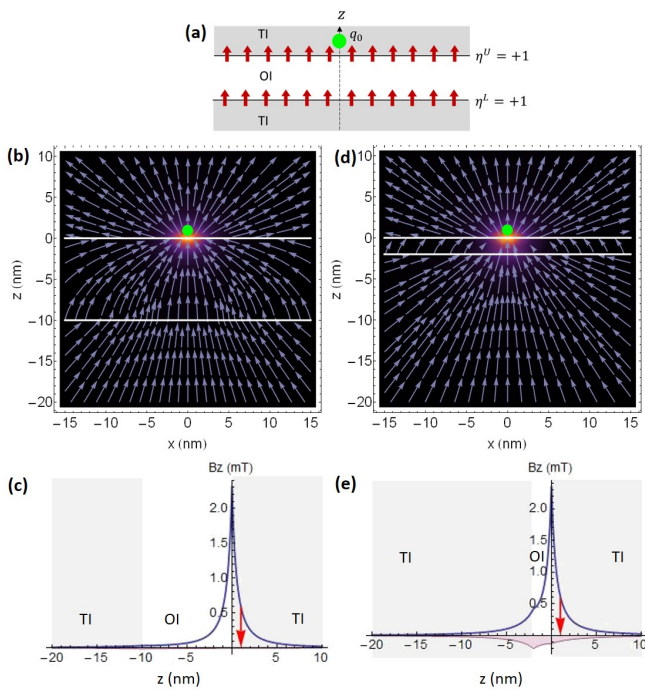 (a)
TI
z
q₀
η^U = +1
OI
η^L = +1
TI
(b)
10
5
0
−5
−10
−15
−20
z (nm)
−15 −10 −5 0 5 10 15
x (nm)
(d)
10
5
0
−5
−10
−15
−20
z (nm)
−15 −10 −5 0 5 10 15
x (nm)
(c)
Bz (mT)
2.0
1.5
1.0
0.5
TI
OI
TI
−20 −15 −10 −5 0 5 10
z (nm)
(e)
Bz (mT)
2.0
1.5
1.0
0.5
TI
OI
TI
−20 −15 −10 −5 0 5 10
z (nm)